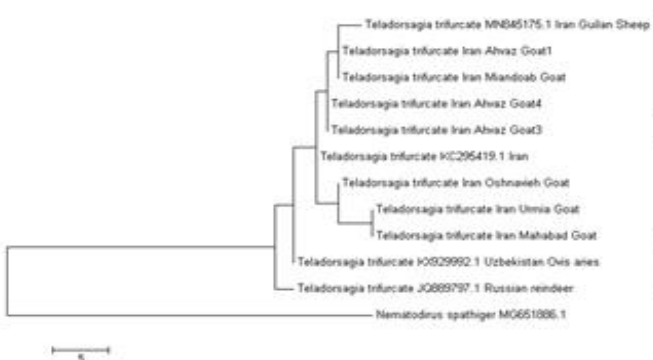 Teladorsagia trifurcate MN845175.1 Iran Guilan Sheep
Teladorsagia trifurcate Iran Ahvaz Goat1
Teladorsagia trifurcate Iran Miandoab Goat
Teladorsagia trifurcate Iran Ahvaz Goat4
Teladorsagia trifurcate Iran Ahvaz Goat3
Teladorsagia trifurcate KC295419.1 Iran
Teladorsagia trifurcate Iran Oshnavieh Goat
Teladorsagia trifurcate Iran Urmia Goat
Teladorsagia trifurcate Iran Mahabad Goat
Teladorsagia trifurcate KX929992.1 Uzbekistan Ovis aries
Teladorsagia trifurcate JQ889797.1 Russian reindeer
Nematodirus spathiger MG651886.1